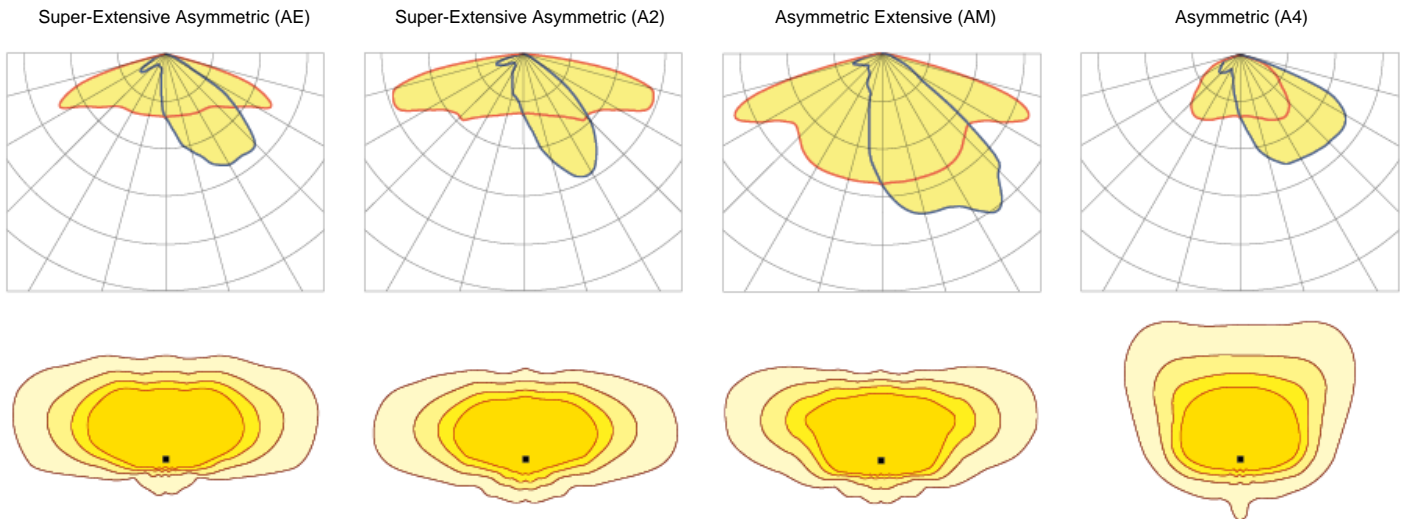 Super-Extensive Asymmetric (AE)
Super-Extensive Asymmetric (A2)
Asymmetric Extensive (AM)
Asymmetric (A4)